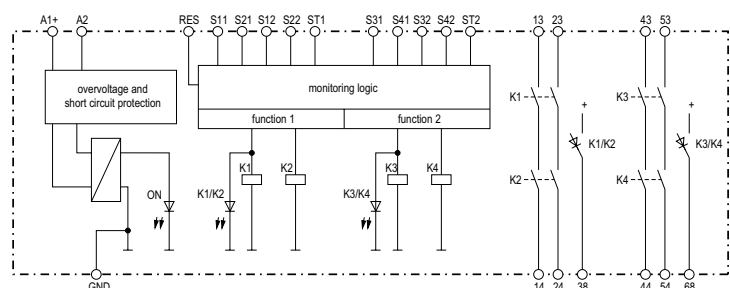 A1+ A2 RES S11 S21 S12 S22 ST1 S31 S41 S32 S42 ST2 13 23 43 53
overvoltage and
short circuit protection
monitoring logic
function 1 function 2
K1 K3
+ +
K1/K2 K3/K4
K1 K2 K3 K4
ON K1/K2 K3/K4
K2 K4
GND 14 24 38 44 54 68